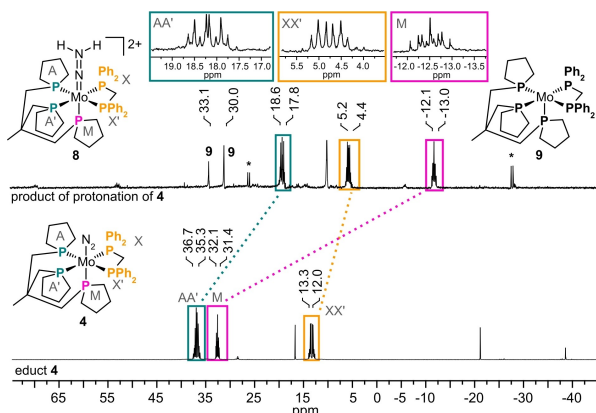 H H ]2+
N
N
A
Ph2
P P X
Mo
P PPh2
A' X'
P M
8
AA'
19.0 18.5 18.0 17.5 17.0
ppm
XX'
5.5 5.0 4.5 4.0
ppm
M
-12.0 -12.5 -13.0 -13.5
ppm
Ph2
P P
Mo
P PPh2
P
9
33.1
30.0
18.6
17.8
5.2
4.4
-12.1
-13.0
9 9 * *
product of protonation of 4
N2
A
Ph2
P P X
Mo
P PPh2
A' X'
P M
4
36.7
35.3
32.1
31.4
13.3
12.0
AA' M XX'
educt 4
65 55 45 35 25 15 5 0 -5 -10 -20 -30 -40
ppm